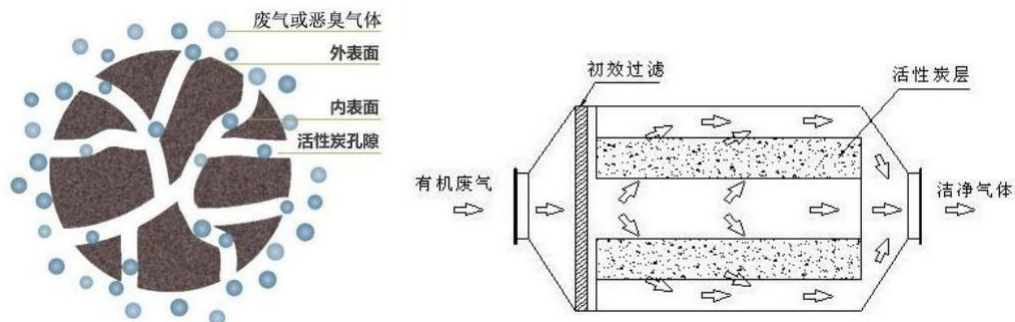 废气或恶臭气体
外表面
内表面
活性炭孔隙
初效过滤
活性炭层
有机废气
洁净气体